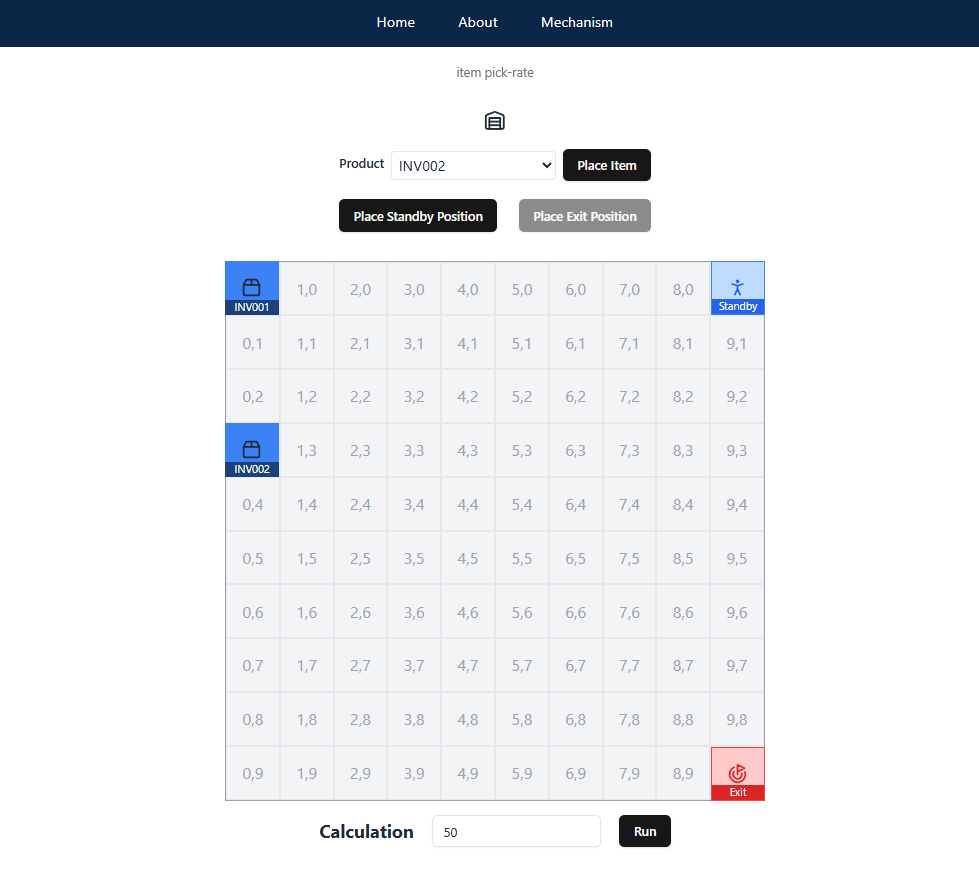 Home About Mechanism
item pick-rate
Product INV002 Place Item
Place Standby Position Place Exit Position
INV001 1,0 2,0 3,0 4,0 5,0 6,0 7,0 8,0 Standby
0,1 1,1 2,1 3,1 4,1 5,1 6,1 7,1 8,1 9,1
0,2 1,2 2,2 3,2 4,2 5,2 6,2 7,2 8,2 9,2
INV002 1,3 2,3 3,3 4,3 5,3 6,3 7,3 8,3 9,3
0,4 1,4 2,4 3,4 4,4 5,4 6,4 7,4 8,4 9,4
0,5 1,5 2,5 3,5 4,5 5,5 6,5 7,5 8,5 9,5
0,6 1,6 2,6 3,6 4,6 5,6 6,6 7,6 8,6 9,6
0,7 1,7 2,7 3,7 4,7 5,7 6,7 7,7 8,7 9,7
0,8 1,8 2,8 3,8 4,8 5,8 6,8 7,8 8,8 9,8
0,9 1,9 2,9 3,9 4,9 5,9 6,9 7,9 8,9 Exit
Calculation 50 Run